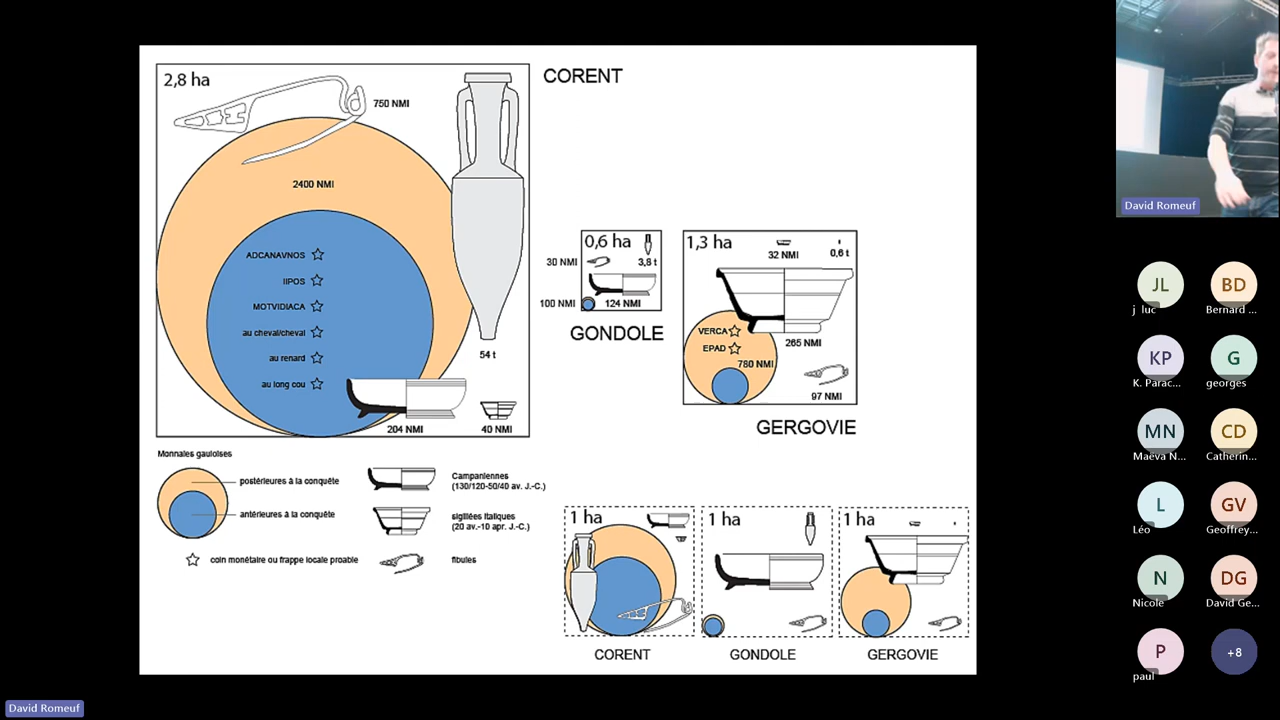 2,8 ha
CORENT
750 NMI
2400 NMI
ADCANAVNOS
IIPOS
MOTVIDIACA
au cheval/cheval
au renard
au long cou
54 t
204 NMI
40 NMI
0,6 ha
30 NMI
3,8 t
100 NMI
124 NMI
GONDOLE
1,3 ha
32 NMI
0,6 t
VERCA
EPAD
265 NMI
780 NMI
97 NMI
GERGOVIE
Monnaies gauloises
postérieures à la conquête
antérieures à la conquête
coin monétaire ou frappe locale proable
Campaniennes
(130/120-50/40 av. J.-C.)
sigillées italiques
(20 av.-10 apr. J.-C.)
fibules
1 ha
1 ha
1 ha
CORENT
GONDOLE
GERGOVIE
David Romeuf
JL
j luc
BD
Bernard ...
KP
K. Parac...
G
georges
MN
Maëva N...
CD
Catherin...
L
Léo
GV
Geoffrey...
N
Nicole
DG
David Ge...
P
paul
+8
David Romeuf